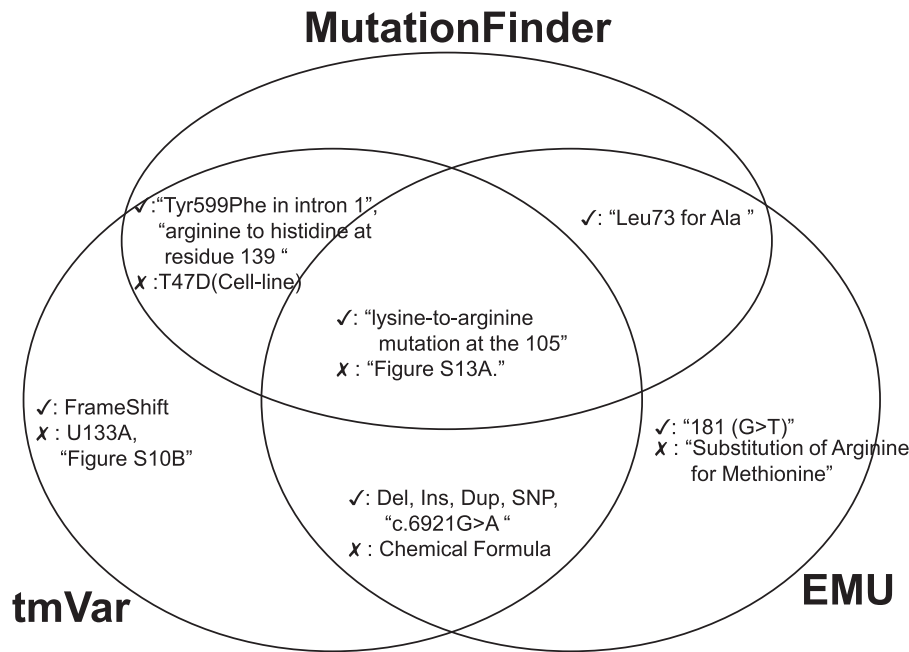 MutationFinder
✓:“Tyr599Phe in intron 1”,
“arginine to histidine at
residue 139 “
✗ :T47D(Cell-line)
✓: “Leu73 for Ala ”
✓: “lysine-to-arginine
mutation at the 105”
✗ : “Figure S13A.”
✓: FrameShift
✗ : U133A,
“Figure S10B”
✓: “181 (G>T)”
✗ : “Substitution of Arginine
for Methionine”
✓: Del, Ins, Dup, SNP,
“c.6921G>A “
✗ : Chemical Formula
tmVar
EMU